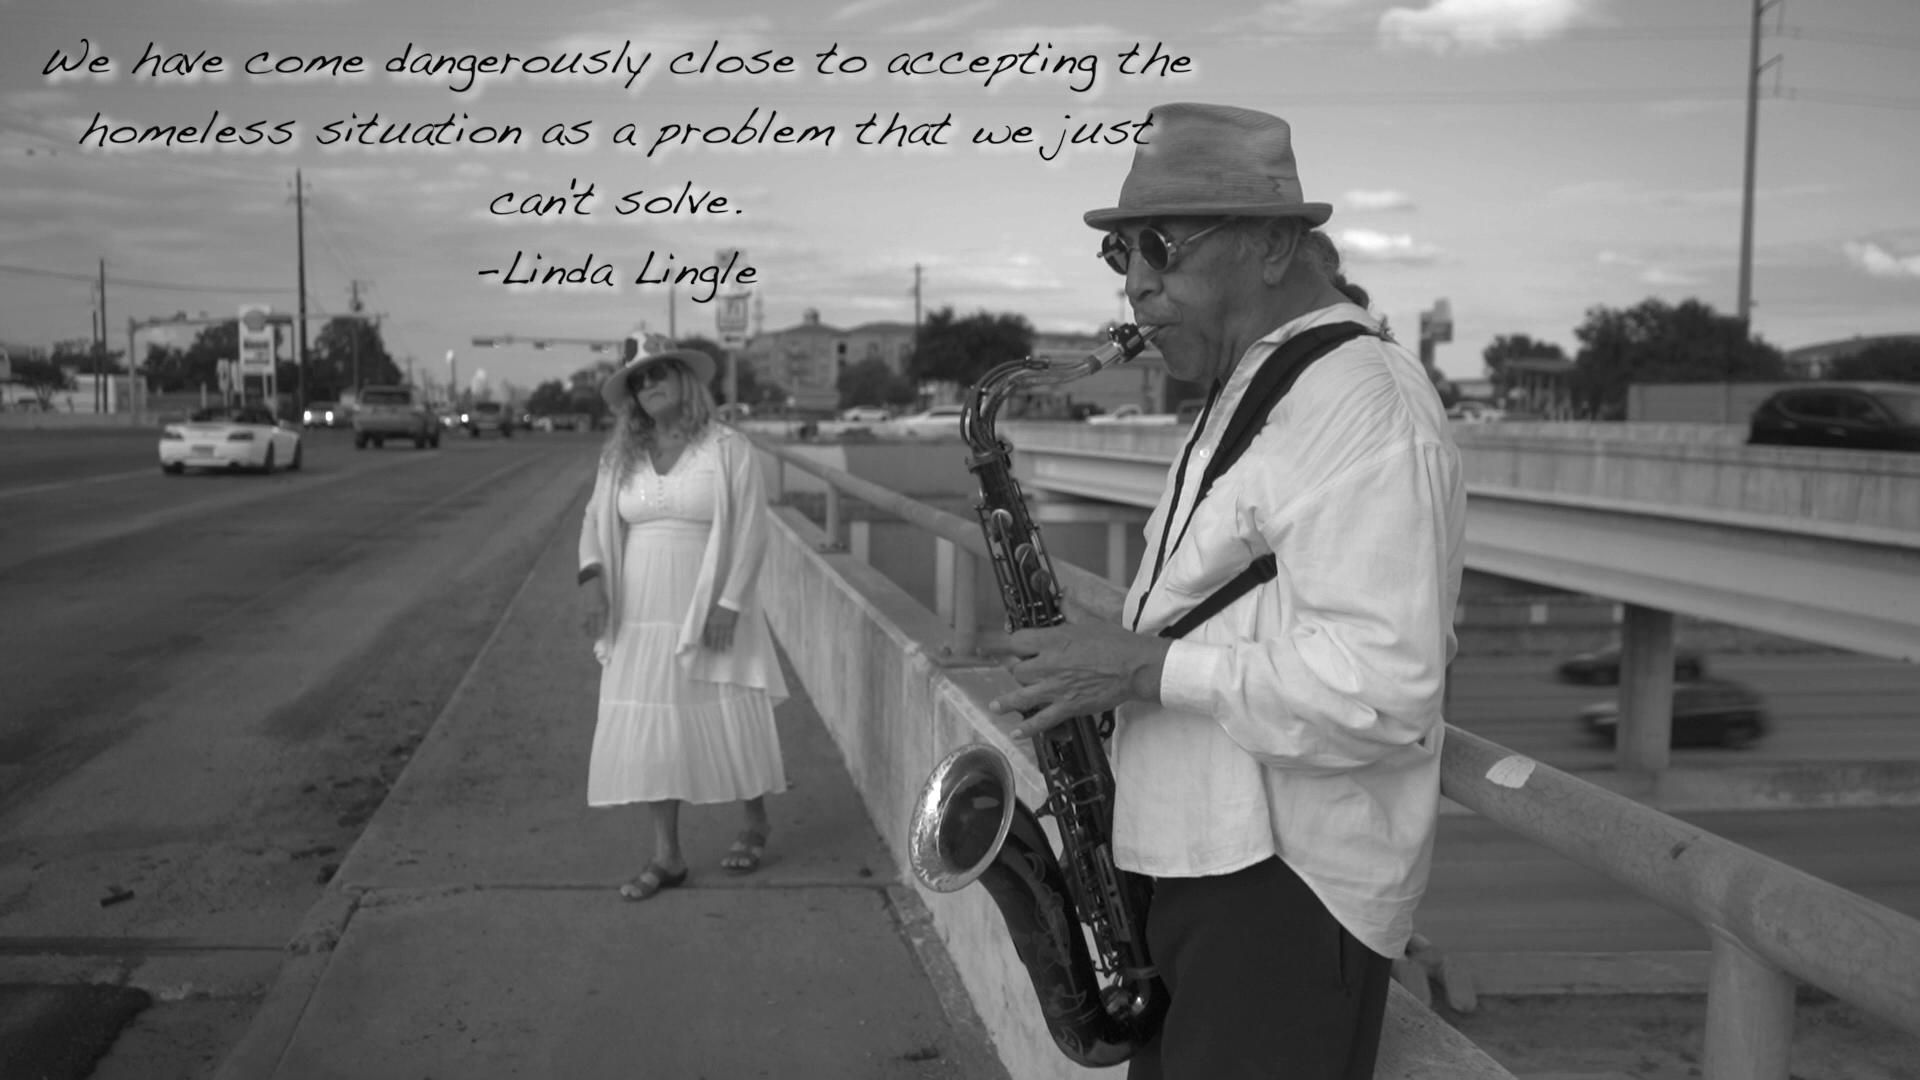 We have come dangerously close to accepting the
homeless situation as a problem that we just
can't solve.
-Linda Lingle